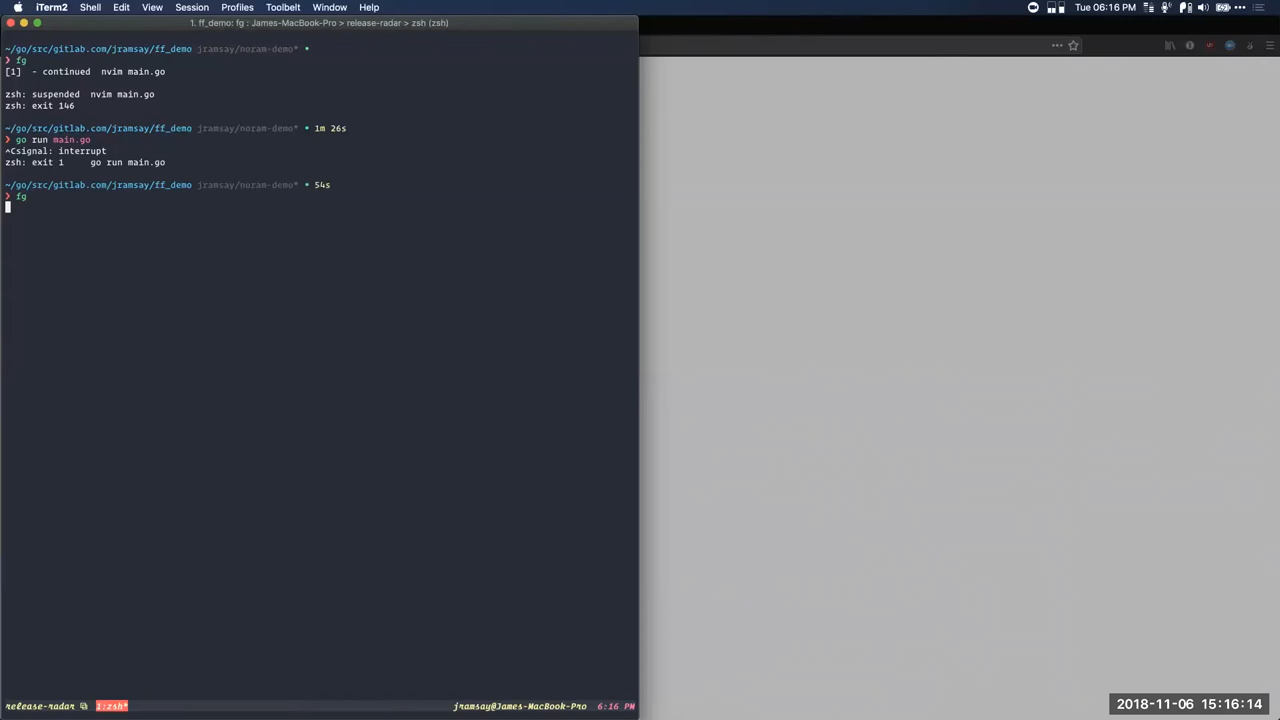 iTerm2 Shell Edit View Session Profiles Toolbelt Window Help Tue 06:16 PM
1. ff_demo: fg : James-MacBook-Pro > release-radar > zsh (zsh)
~/go/src/gitlab.com/jramsay/ff_demo jramsay/noram-demo* •
❯ fg
[1]  - continued  nvim main.go
zsh: suspended  nvim main.go
zsh: exit 146
~/go/src/gitlab.com/jramsay/ff_demo jramsay/noram-demo* • 1m 26s
❯ go run main.go
^Csignal: interrupt
zsh: exit 1     go run main.go
~/go/src/gitlab.com/jramsay/ff_demo jramsay/noram-demo* • 54s
❯ fg
release-radar 1:zsh* jramsay@James-MacBook-Pro 6:16 PM
2018-11-06 15:16:14